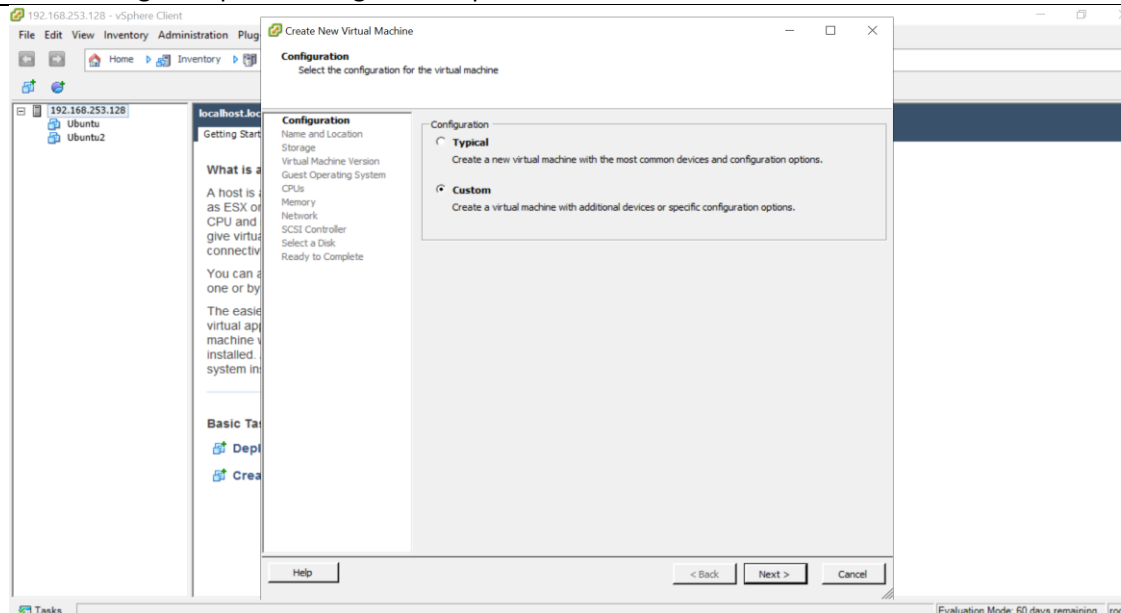 192.168.253.128 - vSphere Client
File Edit View Inventory Administration Plug-
Home Inventory
192.168.253.128
Ubuntu
Ubuntu2
localhost.loc
Getting Start
What is a
A host is a
as ESX or
CPU and
give virtua
connectiv
You can a
one or by
The easie
virtual app
machine v
installed.
system in
Basic Tas
Depl
Crea
Create New Virtual Machine
Configuration
Select the configuration for the virtual machine
Configuration
Name and Location
Storage
Virtual Machine Version
Guest Operating System
CPUs
Memory
Network
SCSI Controller
Select a Disk
Ready to Complete
Configuration
Typical
Create a new virtual machine with the most common devices and configuration options.
Custom
Create a virtual machine with additional devices or specific configuration options.
Help
< Back
Next >
Cancel
Tasks
Evaluation Mode: 60 days remaining